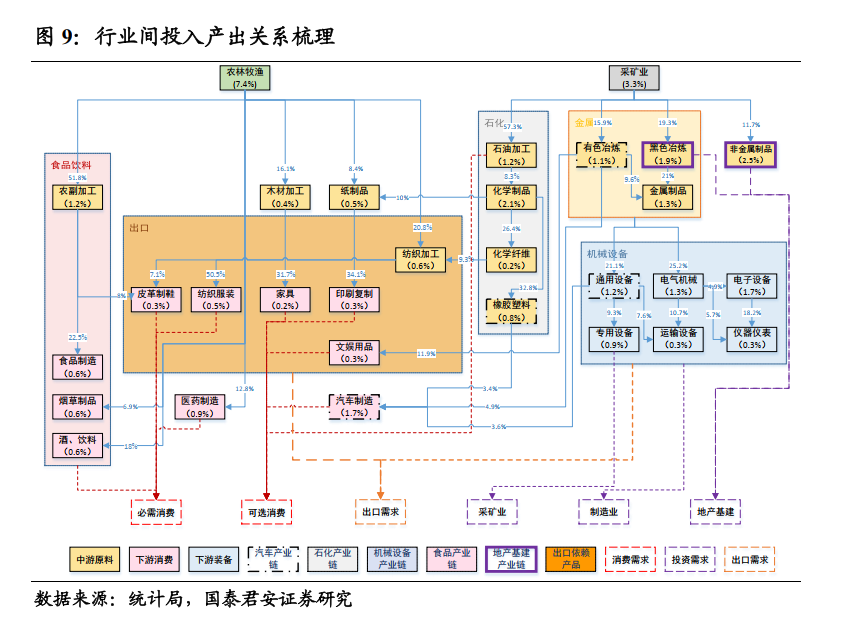 图 9：行业间投入产出关系梳理
农林牧渔
(7.4%)
采矿业
(3.3%)
石化
57.3%
金属
15.9%
19.3%
11.7%
石油加工
(1.2%)
有色冶炼
(1.1%)
黑色冶炼
(1.9%)
非金属制品
(2.5%)
食品饮料
51.8%
16.1%
8.4%
8.3%
9.6%
21%
农副加工
(1.2%)
木材加工
(0.4%)
纸制品
(0.5%)
10%
化学制品
(2.1%)
金属制品
(1.3%)
出口
20.8%
26.4%
机械设备
纺织加工
(0.6%)
9.3%
化学纤维
(0.2%)
21.1%
25.2%
7.1%
50.5%
31.7%
34.1%
32.8%
通用设备
(1.2%)
电气机械
(1.3%)
4.9%
电子设备
(1.7%)
8%
皮革制鞋
(0.3%)
纺织服装
(0.5%)
家具
(0.2%)
印刷复制
(0.3%)
橡胶塑料
(0.8%)
9.3%
7.6%
10.7%
5.7%
18.2%
专用设备
(0.9%)
运输设备
(0.3%)
仪器仪表
(0.3%)
22.5%
文娱用品
(0.3%)
11.9%
食品制造
(0.6%)
12.8%
3.4%
烟草制品
(0.6%)
6.9%
医药制造
(0.9%)
汽车制造
(1.7%)
4.9%
3.6%
酒、饮料
(0.6%)
18%
必需消费
可选消费
出口需求
采矿业
制造业
地产基建
中游原料
下游消费
下游装备
汽车产业
链
石化产业
链
机械设备
产业链
食品产业
链
地产基建
产业链
出口依赖
产品
消费需求
投资需求
出口需求
数据来源：统计局，国泰君安证券研究